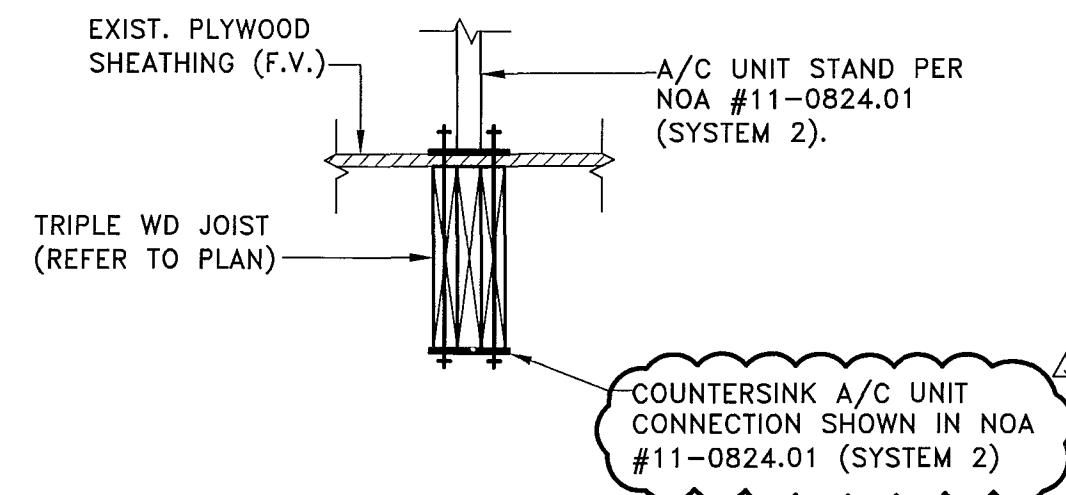 EXIST. PLYWOOD
SHEATHING (F.V.)
A/C UNIT STAND PER
NOA #11-0824.01
(SYSTEM 2).
TRIPLE WD JOIST
(REFER TO PLAN)
COUNTERSINK A/C UNIT
CONNECTION SHOWN IN NOA
#11-0824.01 (SYSTEM 2)